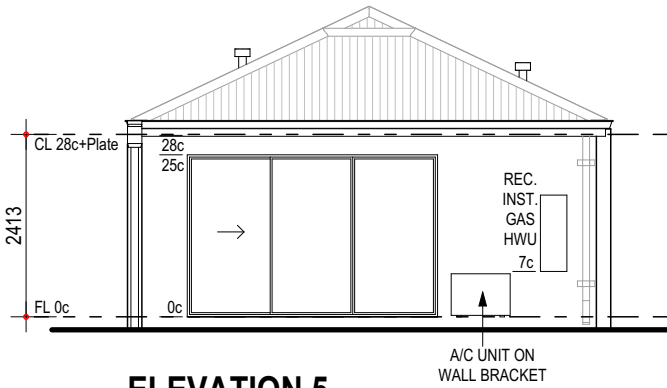 CL 28c+Plate
28c
25c
2413
REC.
INST.
GAS
HWU
7c
FL 0c
0c
A/C UNIT ON
WALL BRACKET
ELEVATION 5